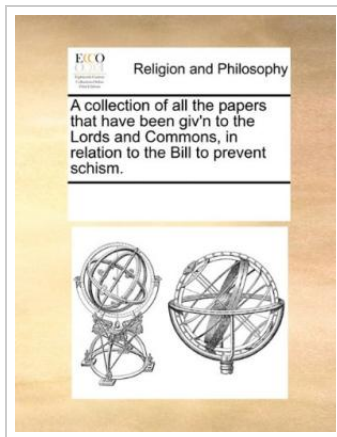 ECCO
Religion and Philosophy
A collection of all the papers
that have been giv'n to the
Lords and Commons, in
relation to the Bill to prevent
schism.